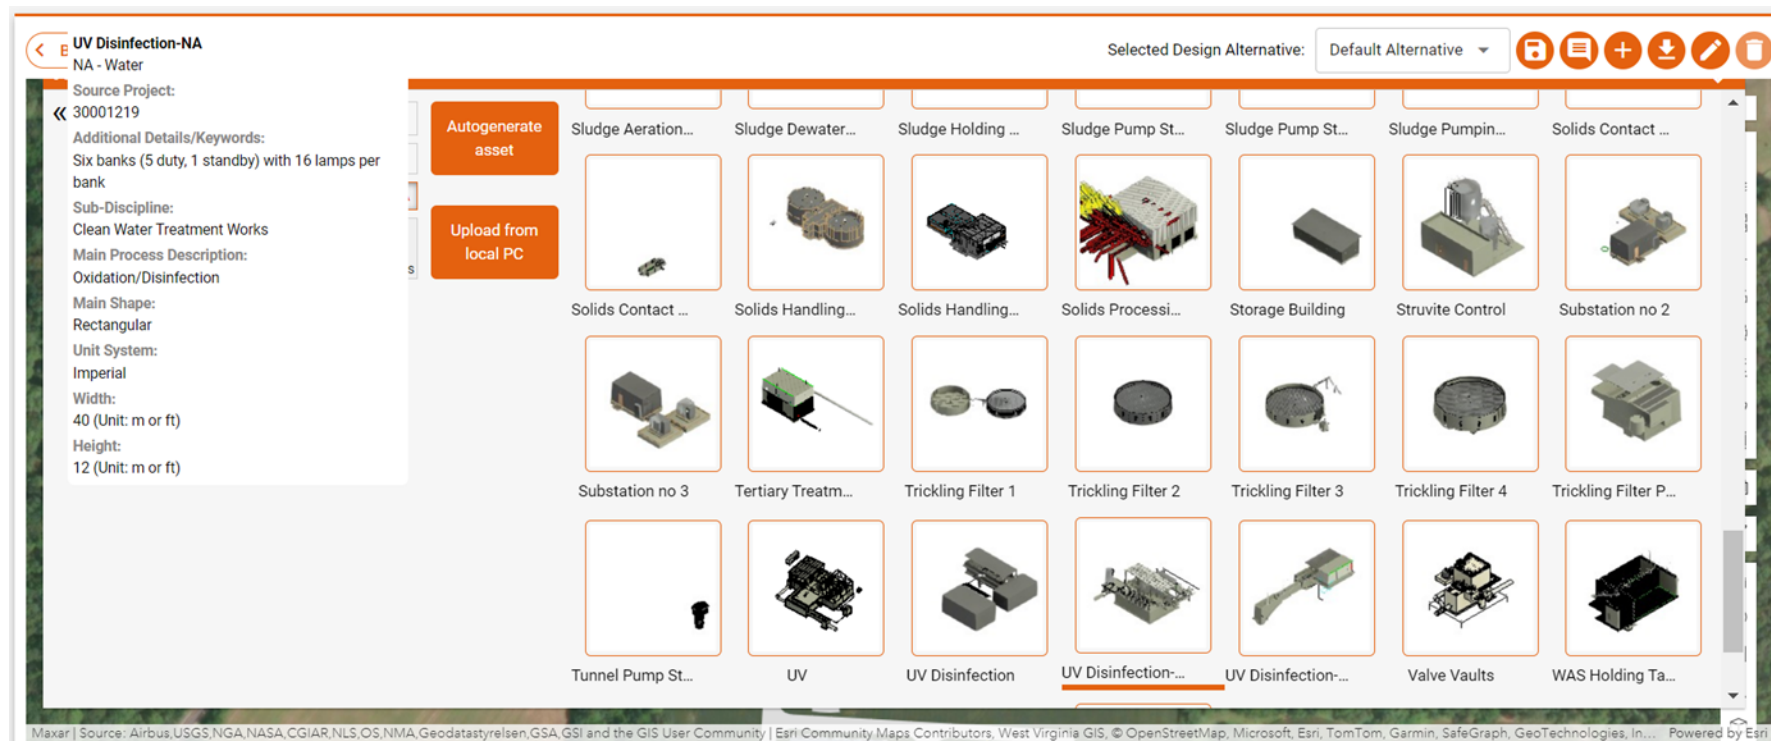 UV Disinfection-NA
NA - Water
Source Project:
30001219
Additional Details/Keywords:
Six banks (5 duty, 1 standby) with 16 lamps per
bank
Sub-Discipline:
Clean Water Treatment Works
Main Process Description:
Oxidation/Disinfection
Main Shape:
Rectangular
Unit System:
Imperial
Width:
40 (Unit: m or ft)
Height:
12 (Unit: m or ft)
Selected Design Alternative: Default Alternative
Autogenerate
asset
Upload from
local PC
Sludge Aeration... Sludge Dewater... Sludge Holding ... Sludge Pump St... Sludge Pump St... Sludge Pumpin... Solids Contact ...
Solids Contact ... Solids Handling... Solids Handling... Solids Processi... Storage Building Struvite Control Substation no 2
Substation no 3 Tertiary Treatm... Trickling Filter 1 Trickling Filter 2 Trickling Filter 3 Trickling Filter 4 Trickling Filter P...
Tunnel Pump St... UV UV Disinfection UV Disinfection-... UV Disinfection-... Valve Vaults WAS Holding Ta...
Maxar | Source: Airbus,USGS,NGA,NASA,CGIAR,NLS,OS,NMA,Geodatastyrelsen,GSA,GSI and the GIS User Community | Esri Community Maps Contributors, West Virginia GIS, © OpenStreetMap, Microsoft, Esri, TomTom, Garmin, SafeGraph, GeoTechnologies, In... Powered by Esri